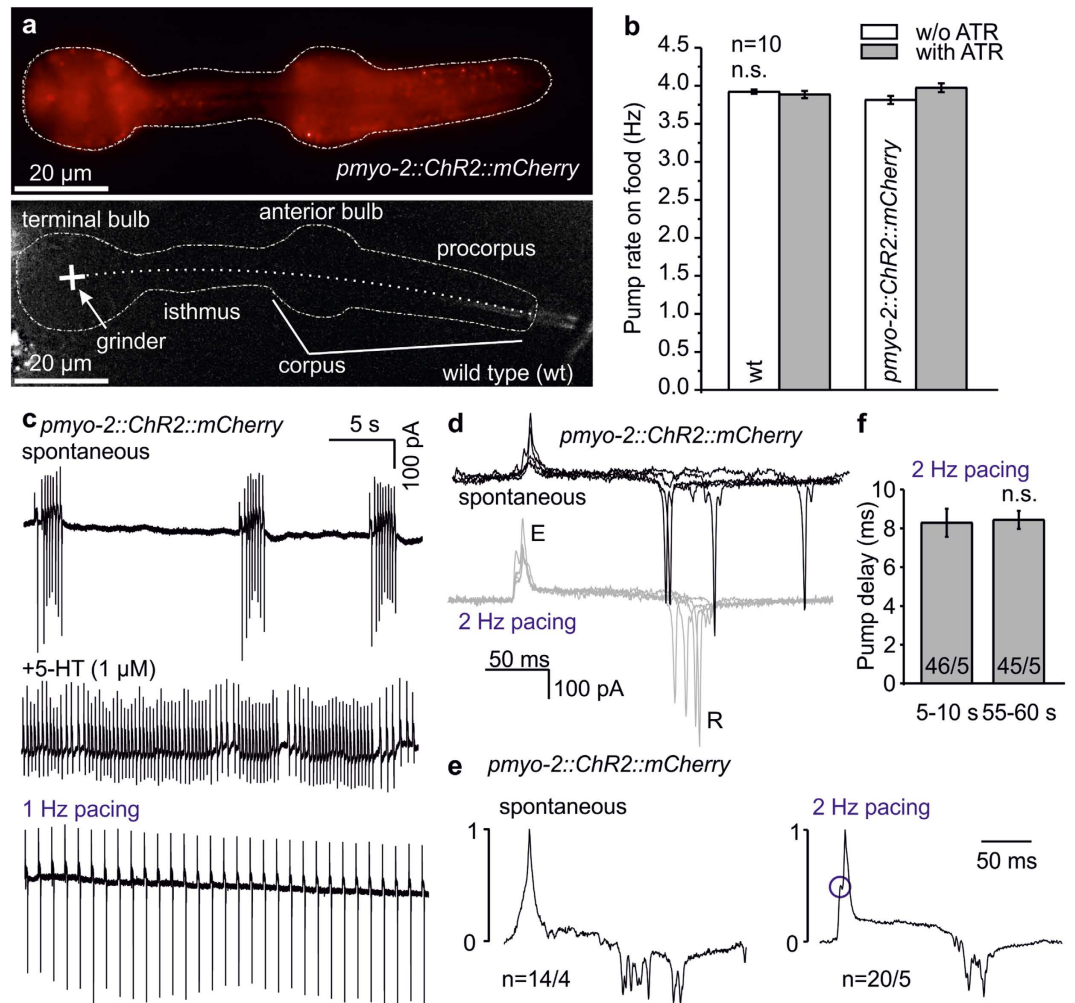 a
pmyo-2::ChR2::mCherry
20 µm
terminal bulb
anterior bulb
procorpus
isthmus
grinder
corpus
20 µm
wild type (wt)
b
w/o ATR
with ATR
n=10
n.s.
Pump rate on food (Hz)
4.5
4.0
3.5
4.5
2.5
2.0
1.5
1.0
0.5
0.0
wt
pmyo-2::ChR2::mCherry
c
pmyo-2::ChR2::mCherry
spontaneous
5 s
100 pA
+5-HT (1 µM)
1 Hz pacing
d
pmyo-2::ChR2::mCherry
spontaneous
E
2 Hz pacing
50 ms
100 pA
R
e
pmyo-2::ChR2::mCherry
spontaneous
1
0
n=14/4
2 Hz pacing
1
0
n=20/5
50 ms
f
2 Hz pacing
n.s.
Pump delay (ms)
10
8
6
4
2
0
46/5
45/5
5-10 s
55-60 s